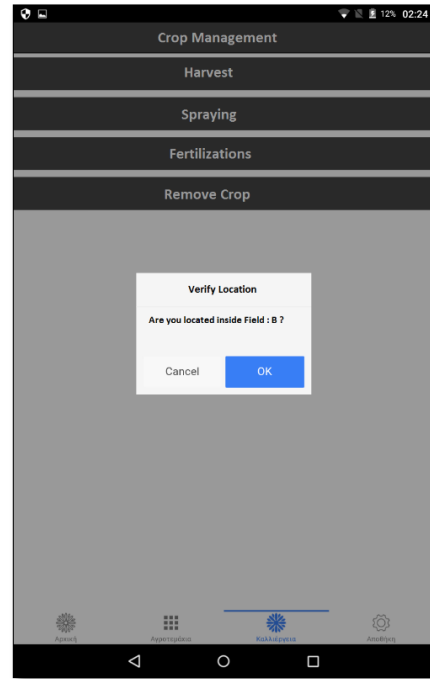 12% 02:24
Crop Management
Harvest
Spraying
Fertilizations
Remove Crop
Verify Location
Are you located inside Field : B ?
Cancel OK
Αρχική Αγροτεμάχια Καλλιέργεια Αποθήκη